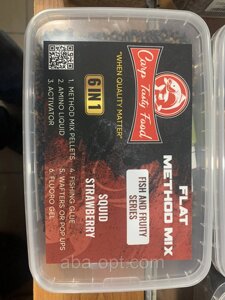 Carp Tasty Food
"WHEN QUALITY MATTER"
6 IN 1
1. METHOD MIX PELLETS
2. AMINO LIQUID
3. ACTIVATOR
4. FISHING GLUE
5. WAFTERS OR POP UPS
6. FLUORO GEL
SQUID
STRAWBERRY
FLAT
METHOD MIX
FISH AND FRUITY
SERIES
aba-opt.com